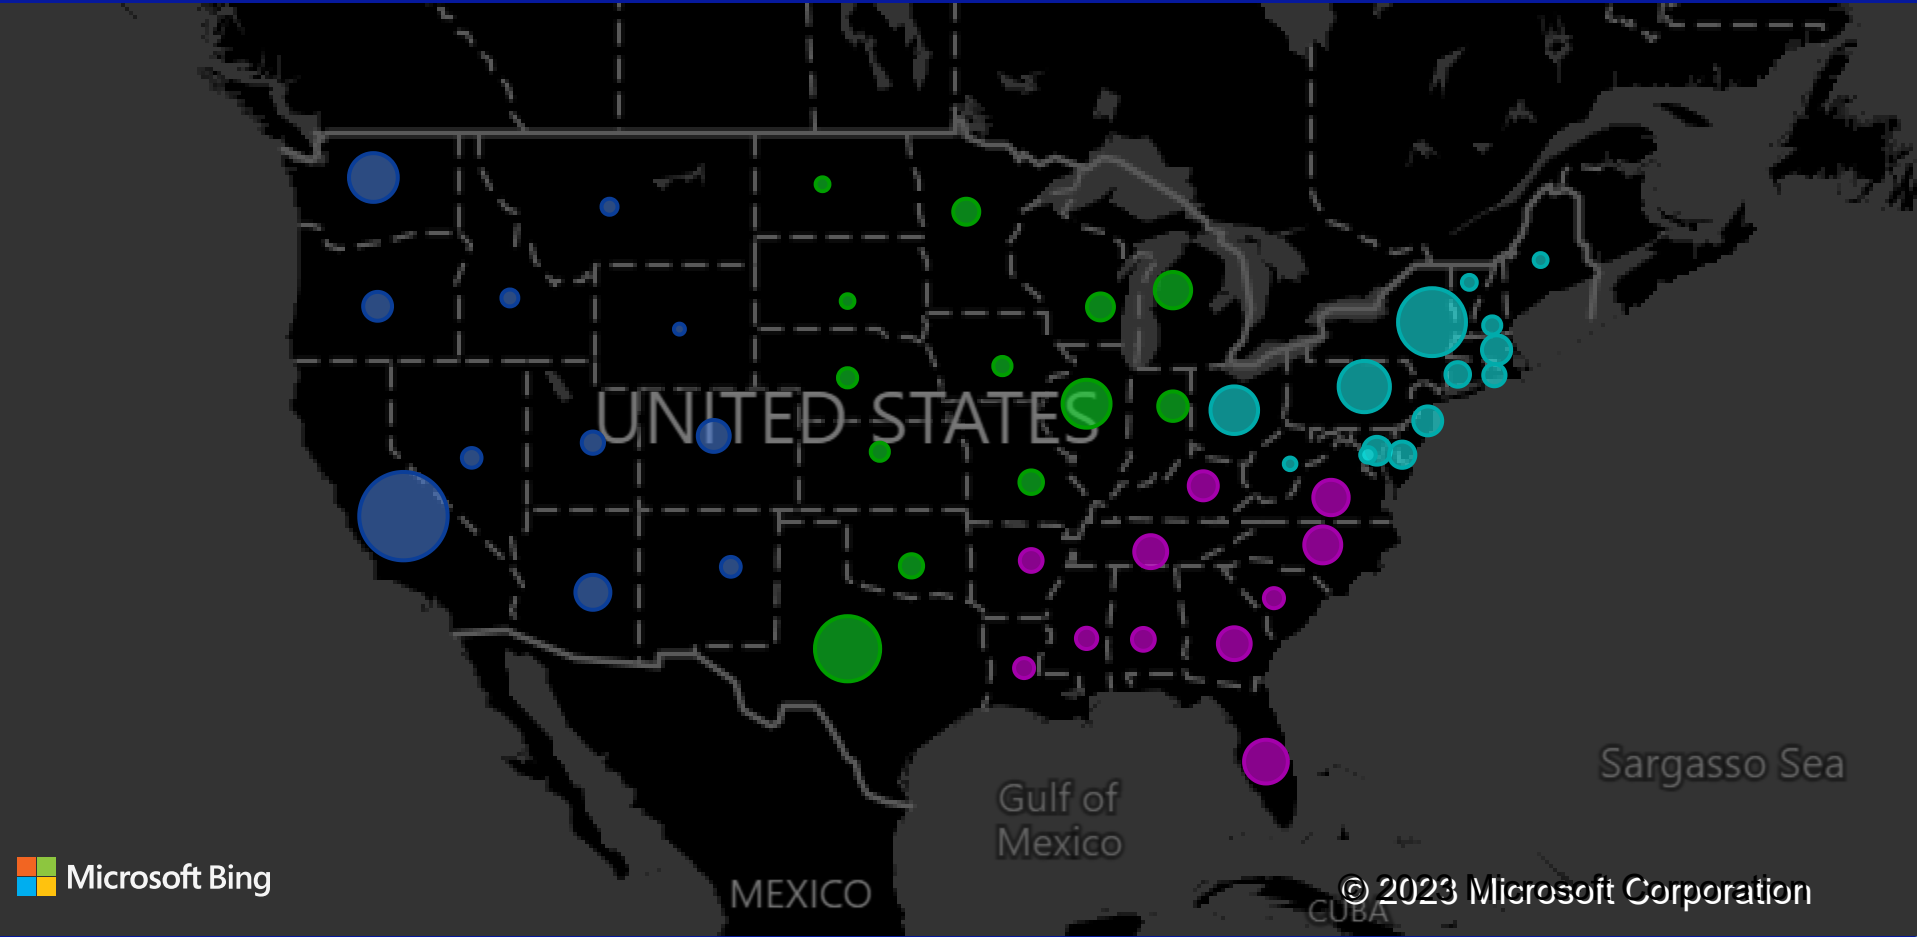 UNITED STATES
Sargasso Sea
Gulf of
Mexico
Microsoft Bing
MEXICO
© 2023 Microsoft Corporation
CUBA